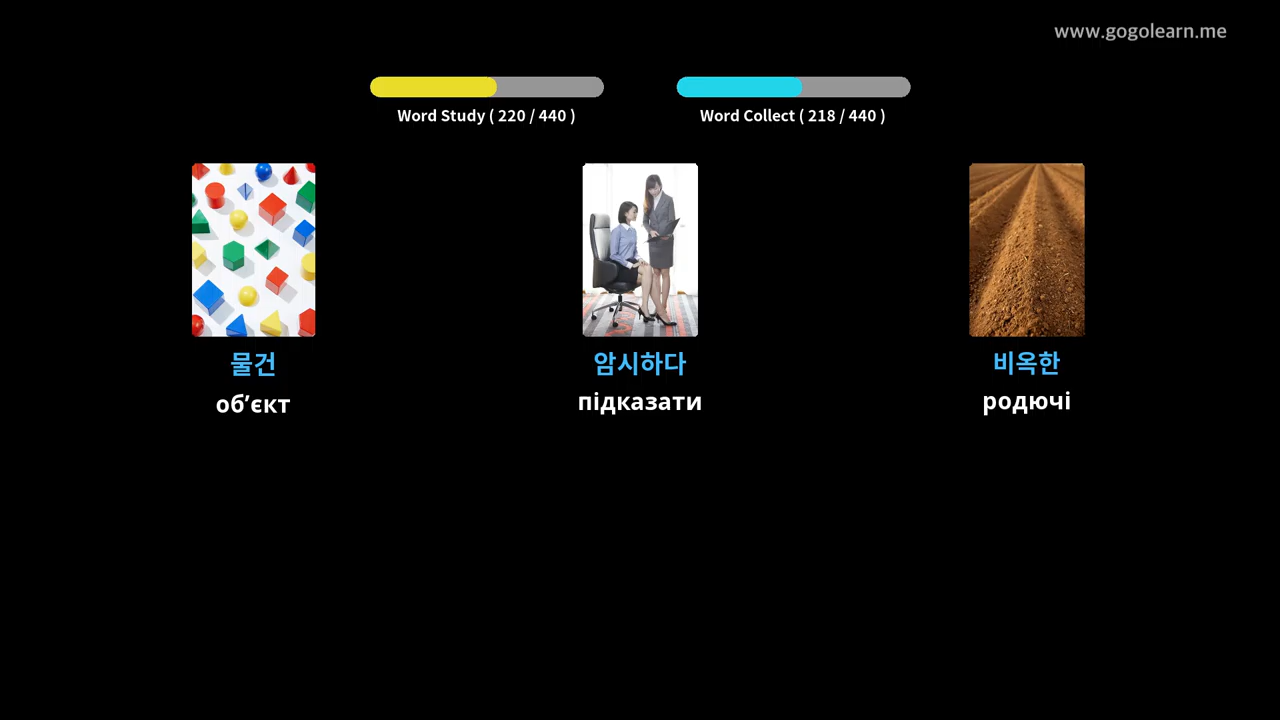 www.gogolearn.me
Word Study ( 220 / 440 )
Word Collect ( 218 / 440 )
물건
об’єкт
암시하다
підказати
비옥한
родючі